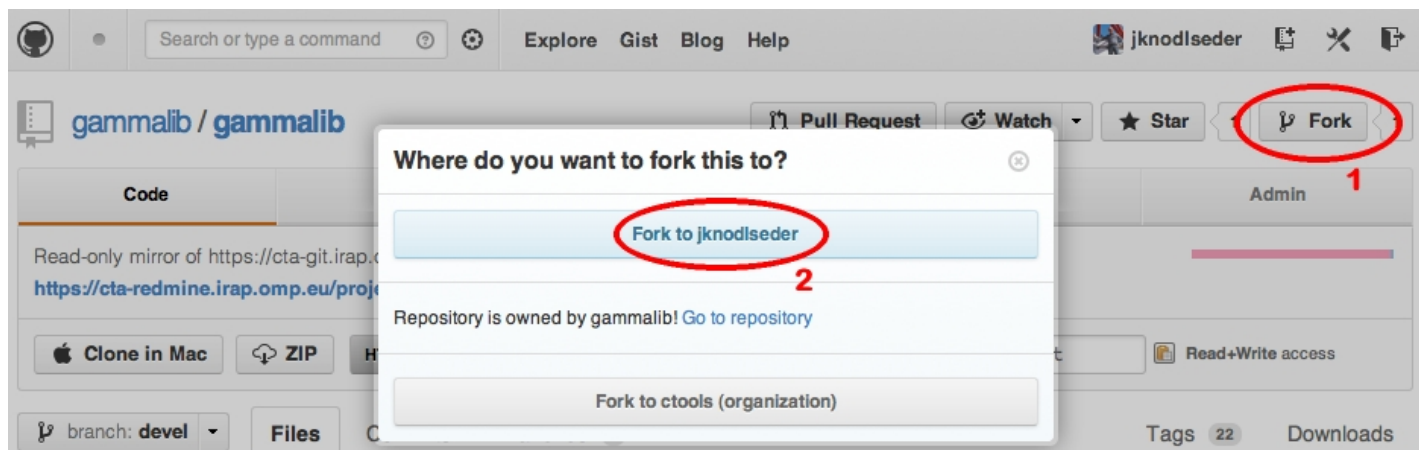 Search or type a command
Explore Gist Blog Help
jknodlseder
gammalib / gammalib
Pull Request
Watch
Star
Fork
1
Where do you want to fork this to?
Code
Admin
Fork to jknodlseder
2
Read-only mirror of https://cta-git.irap.
https://cta-redmine.irap.omp.eu/proje
Repository is owned by gammalib! Go to repository
Clone in Mac
ZIP
Read+Write access
Fork to ctools (organization)
branch: devel
Files
Tags 22
Downloads